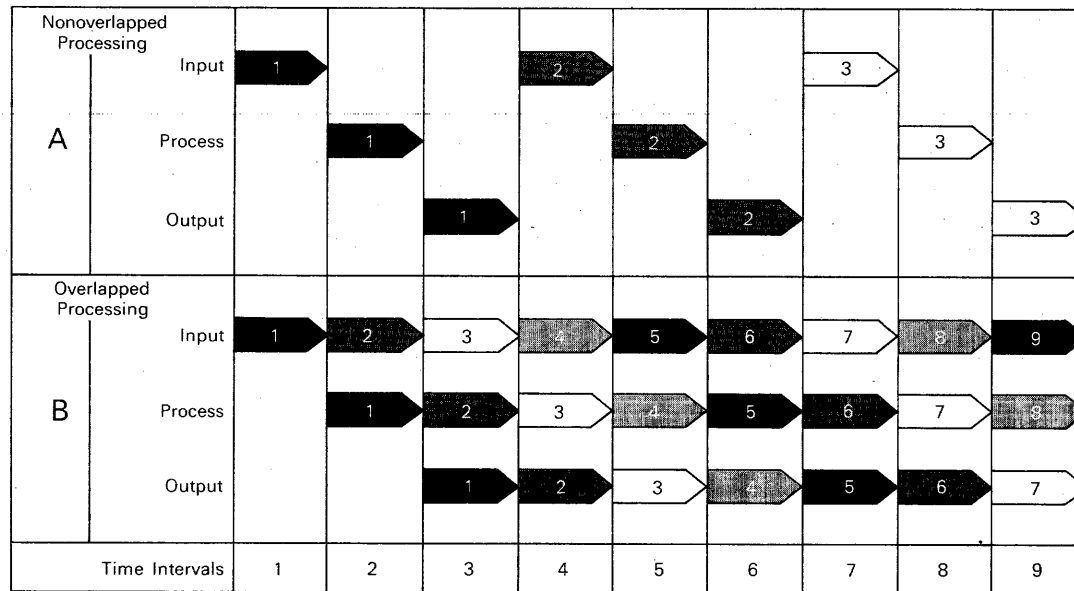 Nonoverlapped
Processing
Input 1 2 3
A
Process 1 2 3
Output 1 2 3
Overlapped
Processing
Input 1 2 3 4 5 6 7 8 9
B
Process 1 2 3 4 5 6 7 8
Output 1 2 3 4 5 6 7
Time Intervals 1 2 3 4 5 6 7 8 9